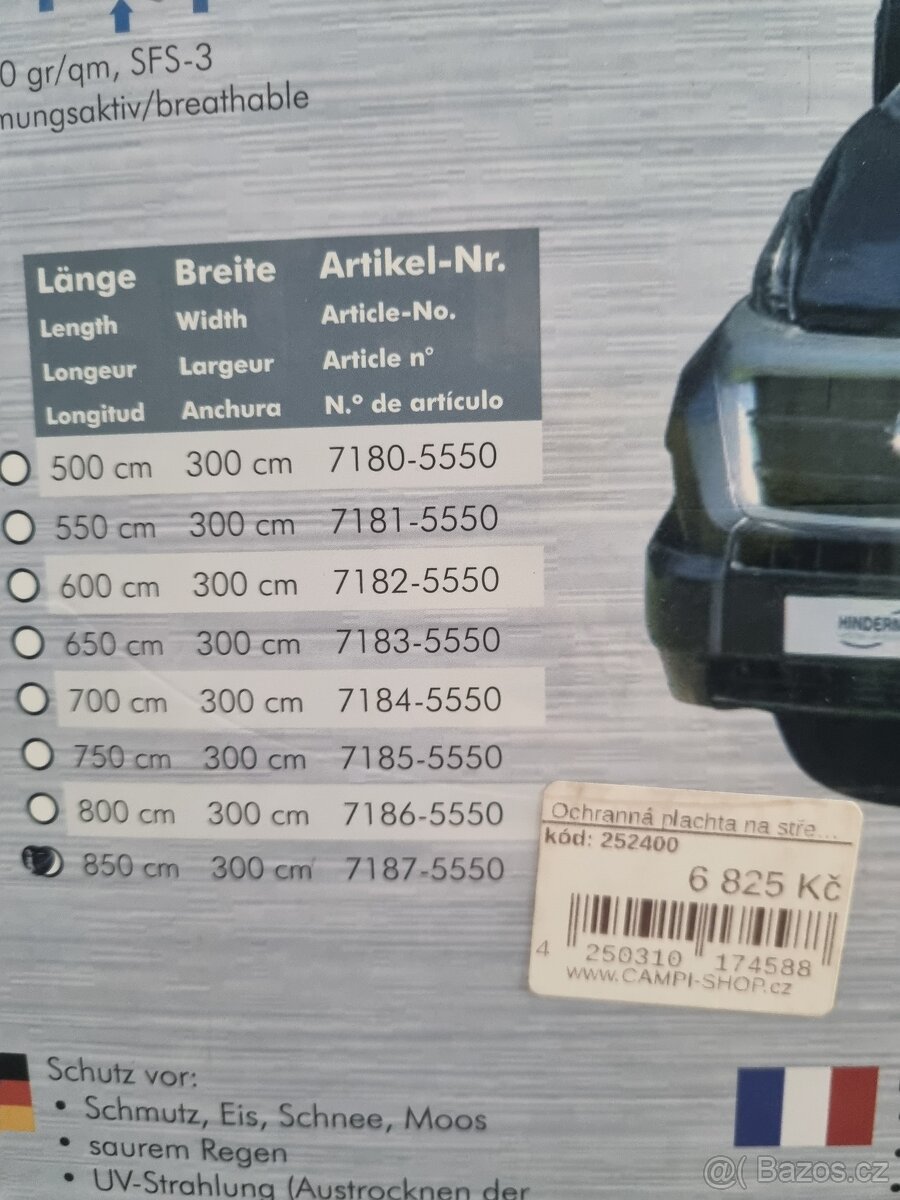 0 gr/qm, SFS-3
mungsaktiv/breathable
Länge Breite Artikel-Nr.
Length Width Article-No.
Longeur Largeur Article n°
Longitud Anchura N.º de artículo
500 cm 300 cm 7180-5550
550 cm 300 cm 7181-5550
600 cm 300 cm 7182-5550
650 cm 300 cm 7183-5550
700 cm 300 cm 7184-5550
750 cm 300 cm 7185-5550
800 cm 300 cm 7186-5550
850 cm 300 cm 7187-5550
HINDERM
Ochranná plachta na stře...
kód: 252400
6 825 Kč
4 250310 174588
www.CAMPI-SHOP.cz
Schutz vor:
• Schmutz, Eis, Schnee, Moos
• saurem Regen
• UV-Strahlung (Austrocknen der
@( Bazos.cz